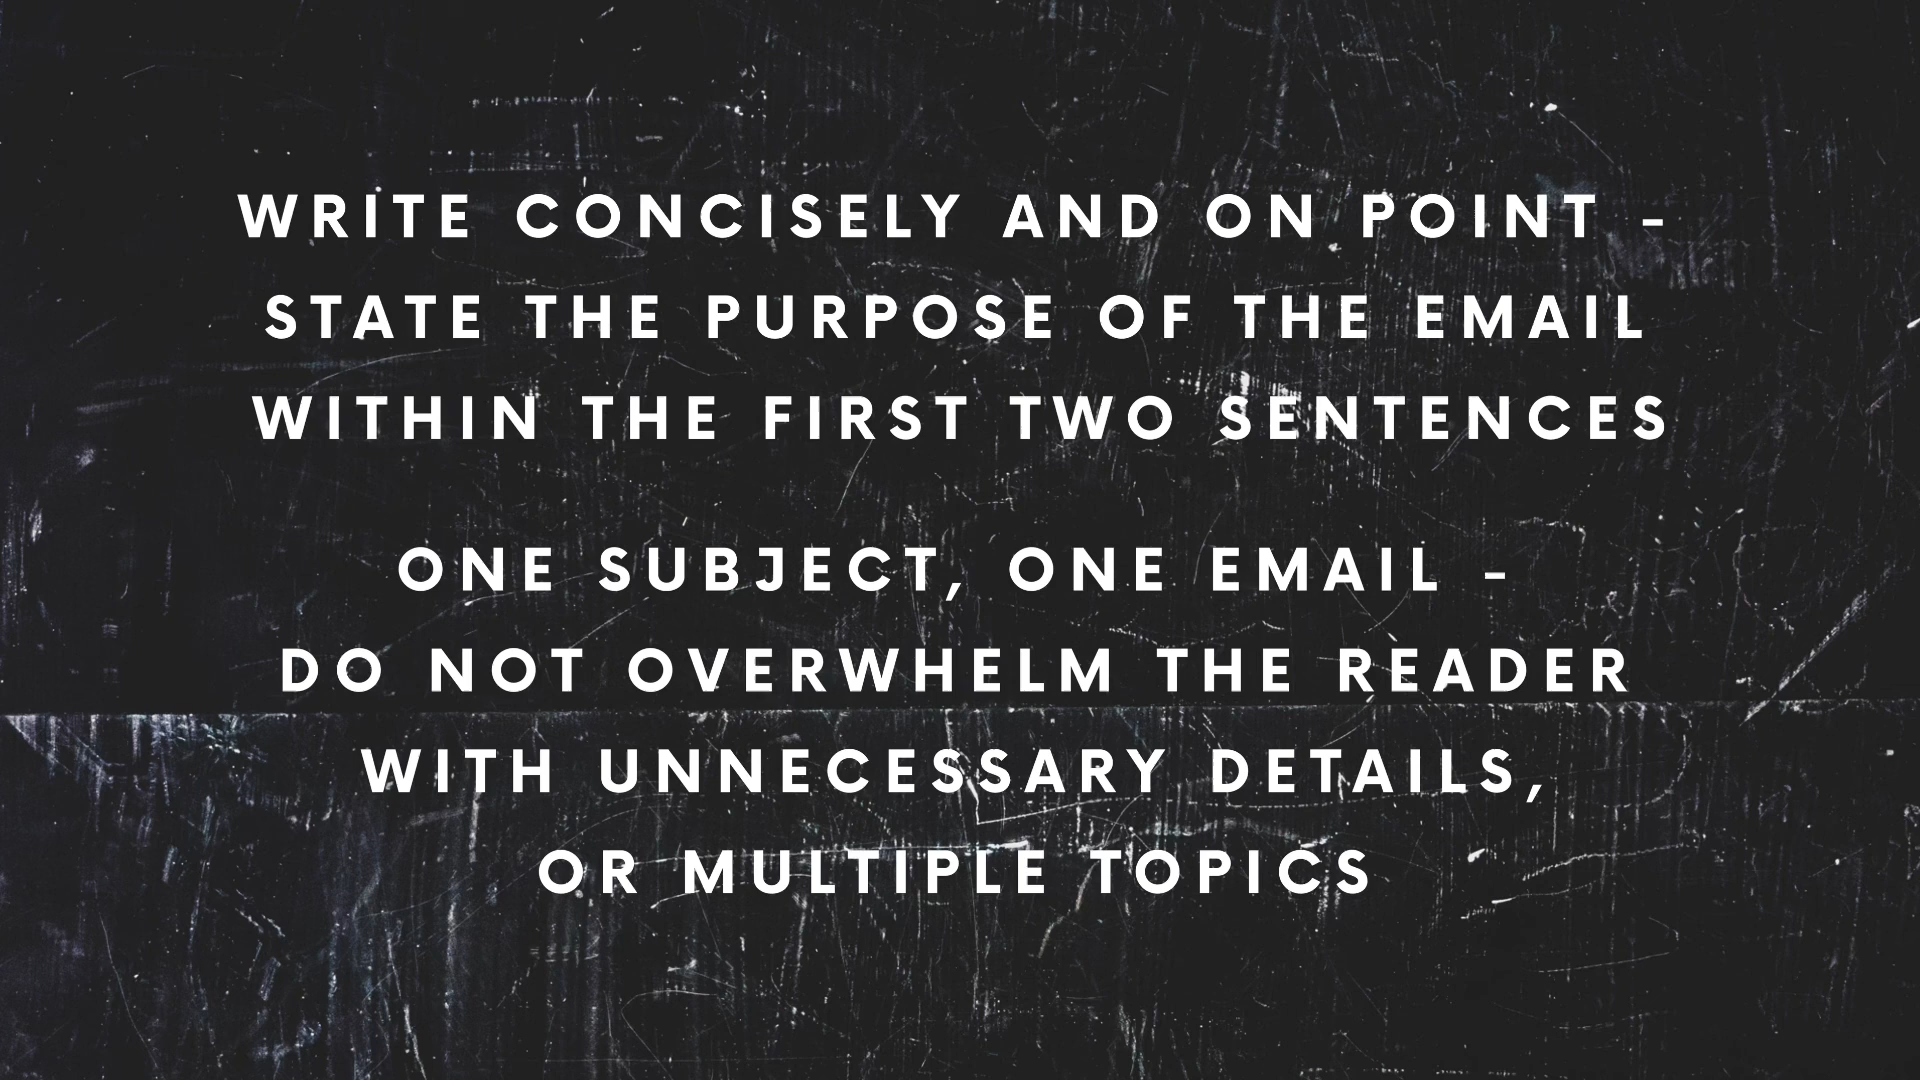 WRITE CONCISELY AND ON POINT -
STATE THE PURPOSE OF THE EMAIL
WITHIN THE FIRST TWO SENTENCES
ONE SUBJECT, ONE EMAIL -
DO NOT OVERWHELM THE READER
WITH UNNECESSARY DETAILS,
OR MULTIPLE TOPICS